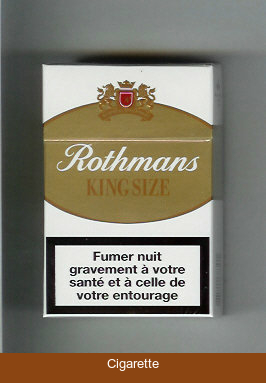 Rothmans
KING SIZE
Fumer nuit
gravement à votre
santé et à celle de
votre entourage
Cigarette